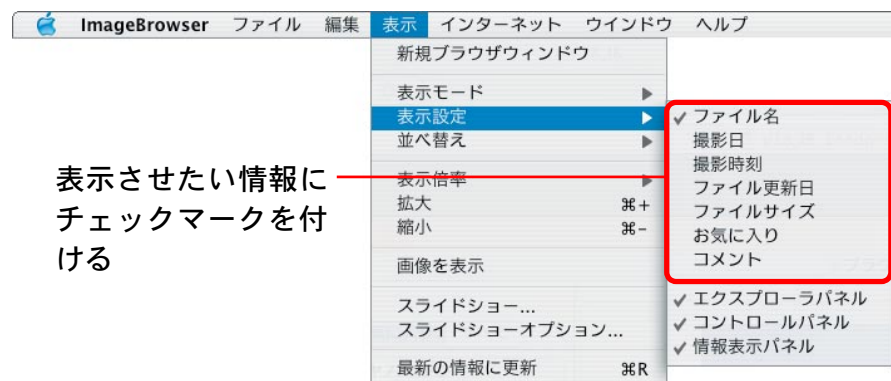 ImageBrowser ファイル 編集 表示 インターネット ウインドウ ヘルプ
新規ブラウザウィンドウ
表示モード ▶
表示設定 ▶
並べ替え ▶
表示倍率 ▶
拡大 ⌘+
縮小 ⌘-
画像を表示
スライドショー...
スライドショーオプション...
最新の情報に更新 ⌘R
✓ ファイル名
撮影日
撮影時刻
ファイル更新日
ファイルサイズ
お気に入り
コメント
✓ エクスプローラパネル
✓ コントロールパネル
✓ 情報表示パネル
表示させたい情報に
チェックマークを付
ける